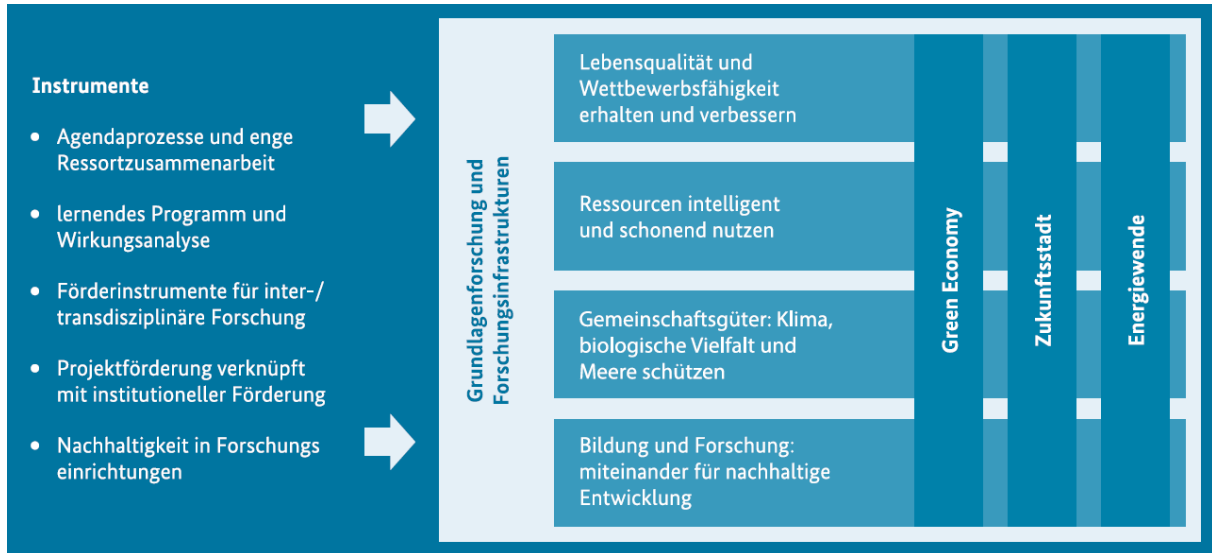 Instrumente
• Agendaprozesse und enge
Ressortzusammenarbeit
• lernendes Programm und
Wirkungsanalyse
• Förderinstrumente für inter-/
transdisziplinäre Forschung
• Projektförderung verknüpft
mit institutioneller Förderung
• Nachhaltigkeit in Forschungs
einrichtungen
Grundlagenforschung und
Forschungsinfrastrukturen
Lebensqualität und
Wettbewerbsfähigkeit
erhalten und verbessern
Ressourcen intelligent
und schonend nutzen
Gemeinschaftsgüter: Klima,
biologische Vielfalt und
Meere schützen
Bildung und Forschung:
miteinander für nachhaltige
Entwicklung
Green Economy
Zukunftsstadt
Energiewende